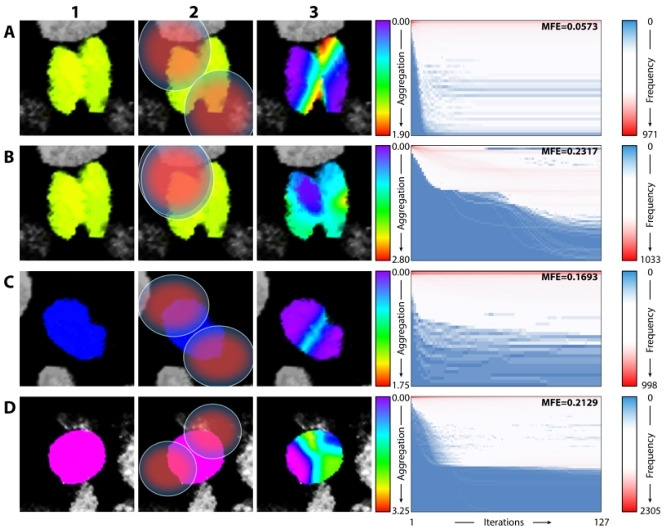 1 2 3
A 0.00 Aggregation 1.90 MFE=0.0573 0 Frequency 971
B 0.00 Aggregation 2.80 MFE=0.2317 0 Frequency 1033
C 0.00 Aggregation 1.75 MFE=0.1693 0 Frequency 998
D 0.00 Aggregation 3.25 MFE=0.2129 0 Frequency 2305
1 Iterations 127